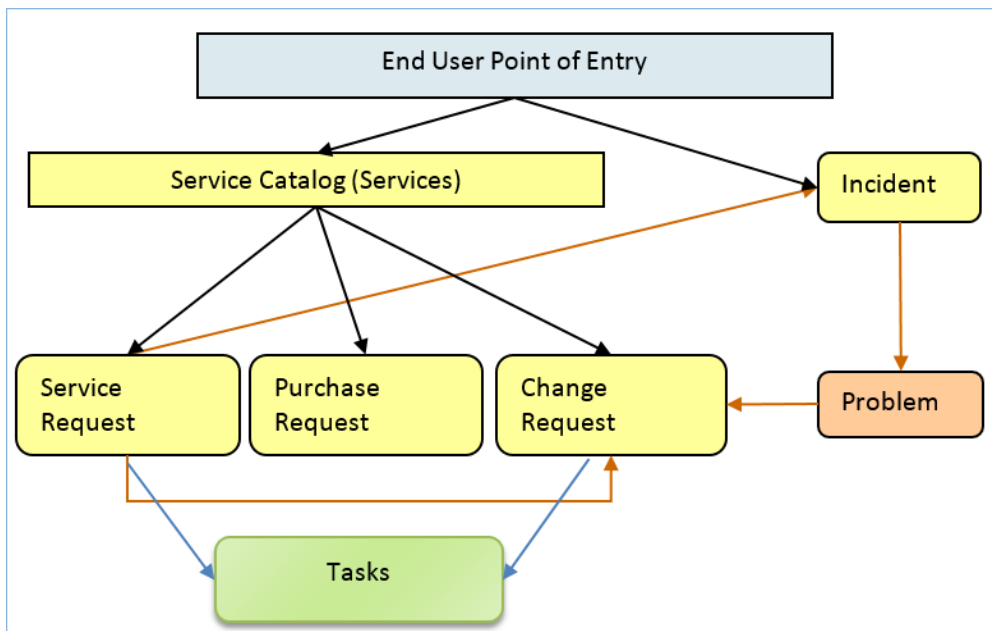 End User Point of Entry
Service Catalog (Services)
Incident
Service
Request
Purchase
Request
Change
Request
Problem
Tasks